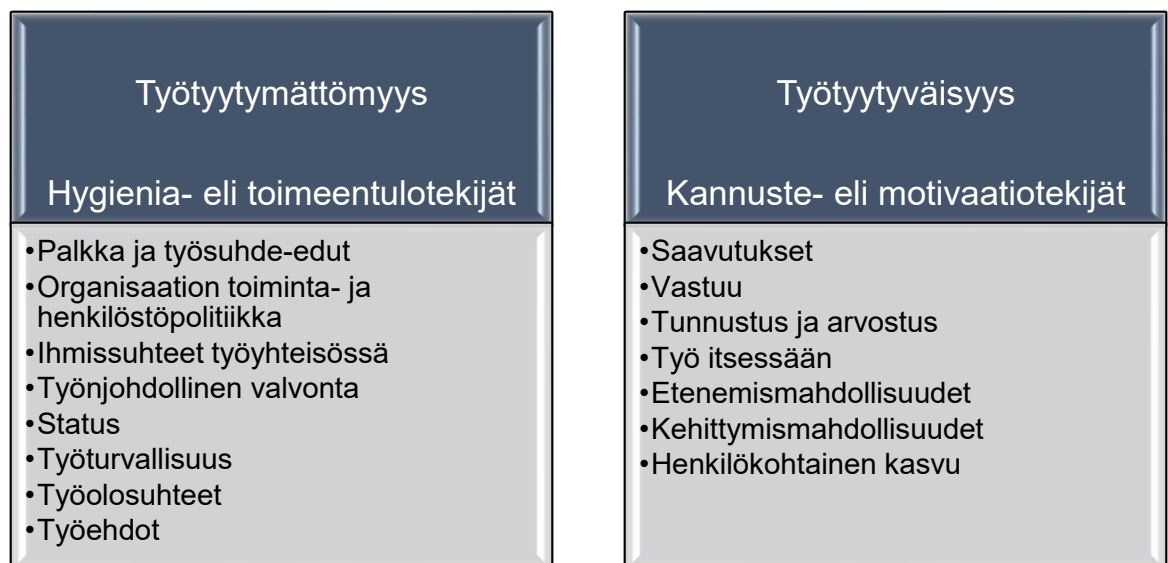 Työtyytymättömyys
Hygienia- eli toimeentulotekijät
•Palkka ja työsuhde-edut
•Organisaation toiminta- ja
henkilöstöpolitiikka
•Ihmissuhteet työyhteisössä
•Työnjohdollinen valvonta
•Status
•Työturvallisuus
•Työolosuhteet
•Työehdot
Työtyytyväisyys
Kannuste- eli motivaatiotekijät
•Saavutukset
•Vastuu
•Tunnustus ja arvostus
•Työ itsessään
•Etenemismahdollisuudet
•Kehittymismahdollisuudet
•Henkilökohtainen kasvu